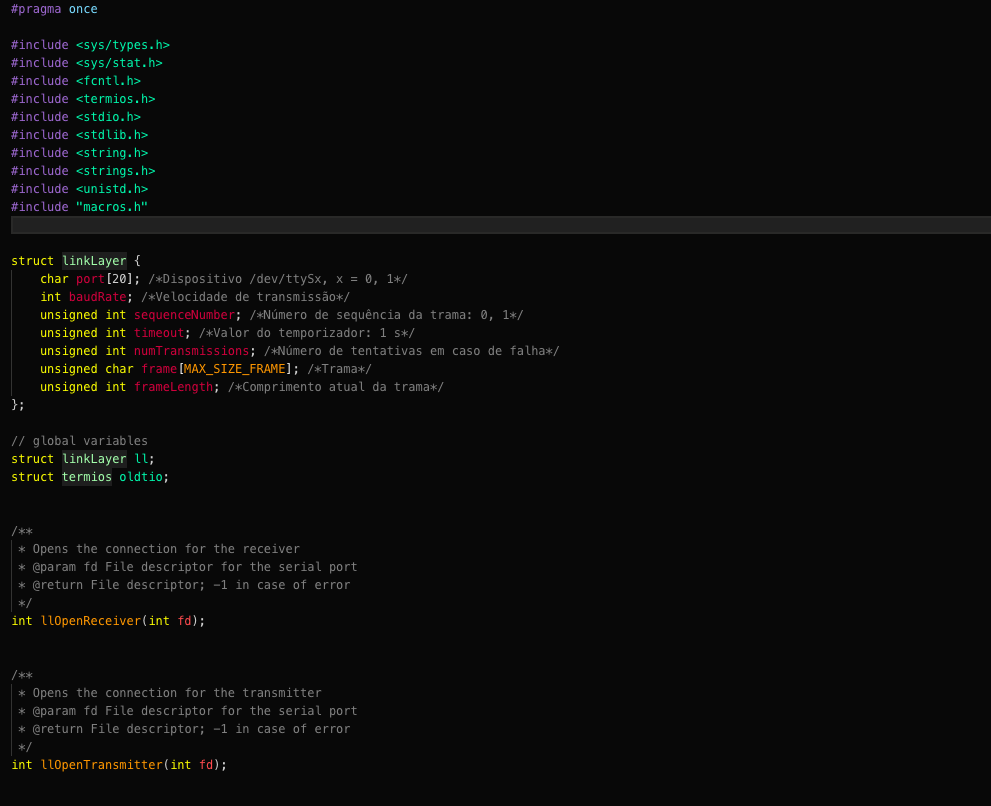 #pragma once
#include <sys/types.h>
#include <sys/stat.h>
#include <fcntl.h>
#include <termios.h>
#include <stdio.h>
#include <stdlib.h>
#include <string.h>
#include <strings.h>
#include <unistd.h>
#include "macros.h"
struct linkLayer {
    char port[20]; /*Dispositivo /dev/ttySx, x = 0, 1*/
    int baudRate; /*Velocidade de transmissão*/
    unsigned int sequenceNumber; /*Número de sequência da trama: 0, 1*/
    unsigned int timeout; /*Valor do temporizador: 1 s*/
    unsigned int numTransmissions; /*Número de tentativas em caso de falha*/
    unsigned char frame[MAX_SIZE_FRAME]; /*Trama*/
    unsigned int frameLength; /*Comprimento atual da trama*/
};
// global variables
struct linkLayer ll;
struct termios oldtio;
/**
 * Opens the connection for the receiver
 * @param fd File descriptor for the serial port
 * @return File descriptor; -1 in case of error
 */
int llOpenReceiver(int fd);
/**
 * Opens the connection for the transmitter
 * @param fd File descriptor for the serial port
 * @return File descriptor; -1 in case of error
 */
int llOpenTransmitter(int fd);